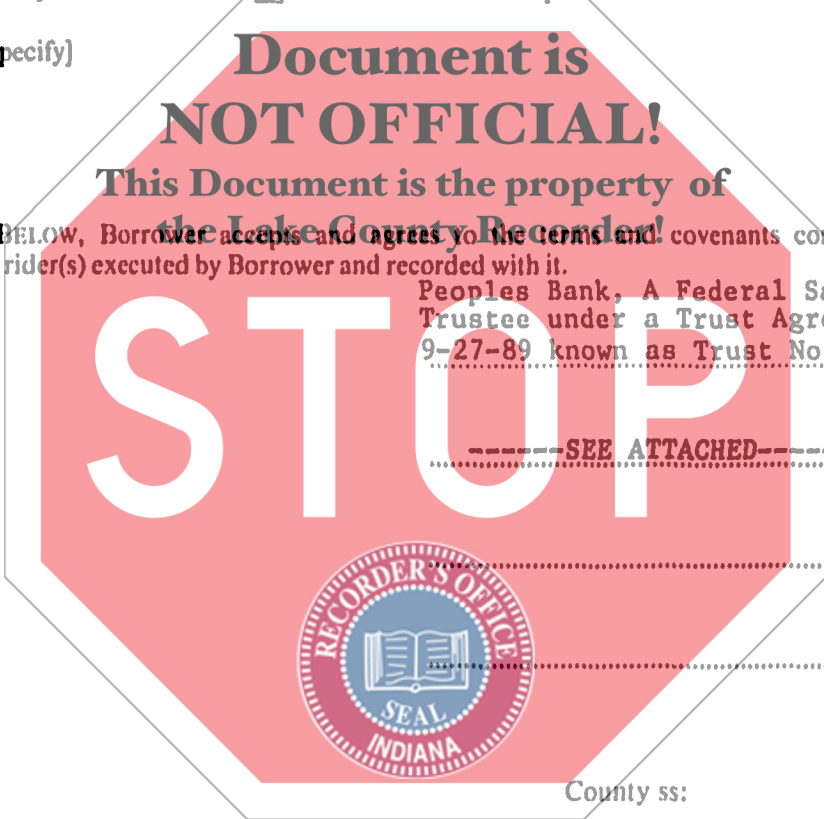 pecify]
Document is
NOT OFFICIAL!
This Document is the property of
the Lake County Recorder!
BELOW, Borrower accepts and agrees to the terms and covenants co
rider(s) executed by Borrower and recorded with it.
Peoples Bank, A Federal Sa
Trustee under a Trust Agre
9-27-89 known as Trust No
STOP
------SEE ATTACHED-----
RECORDER'S OFFICE
SEAL
INDIANA
County ss: